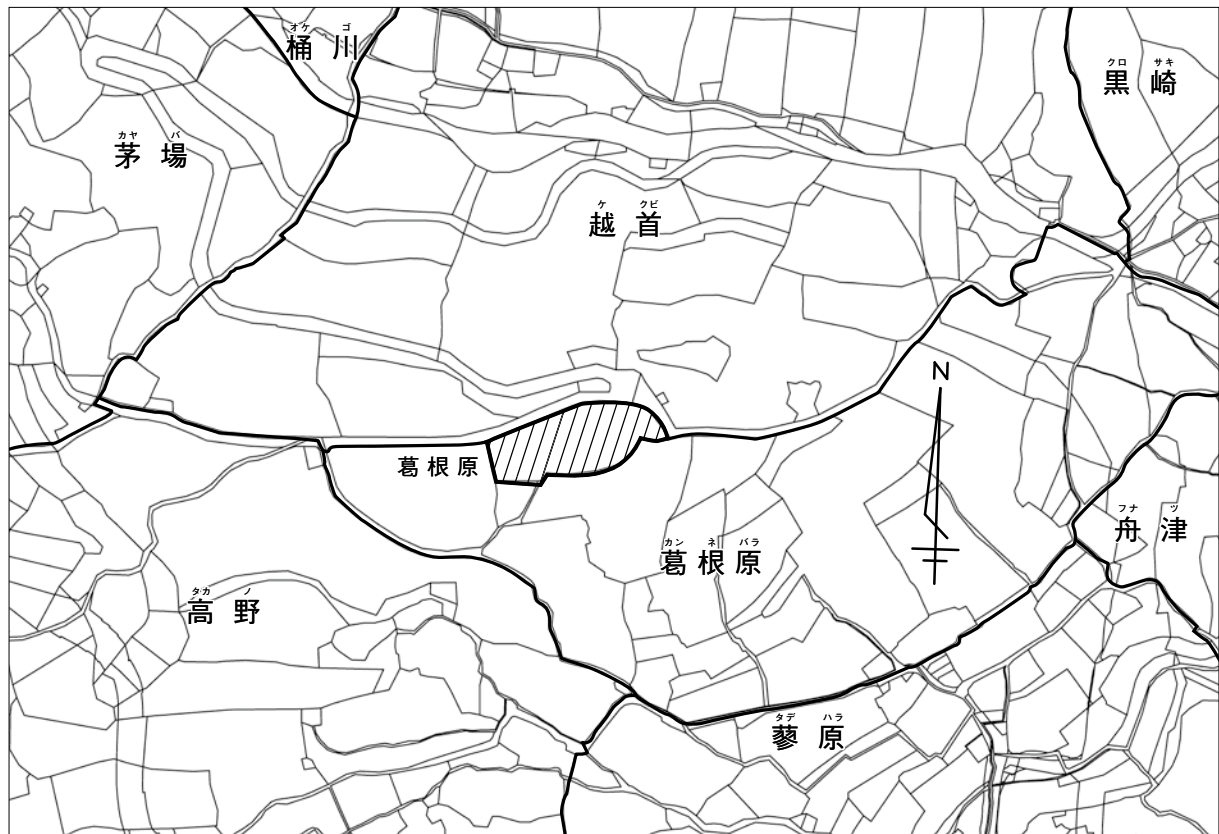 オケ ゴ
桶川
クロ サキ
黒崎
カヤ バ
茅場
ケ クビ
越首
N
葛根原
カン ネ バラ
葛根原
フナ ツ
舟津
タカ ノ
高野
タデ ハラ
蓼原